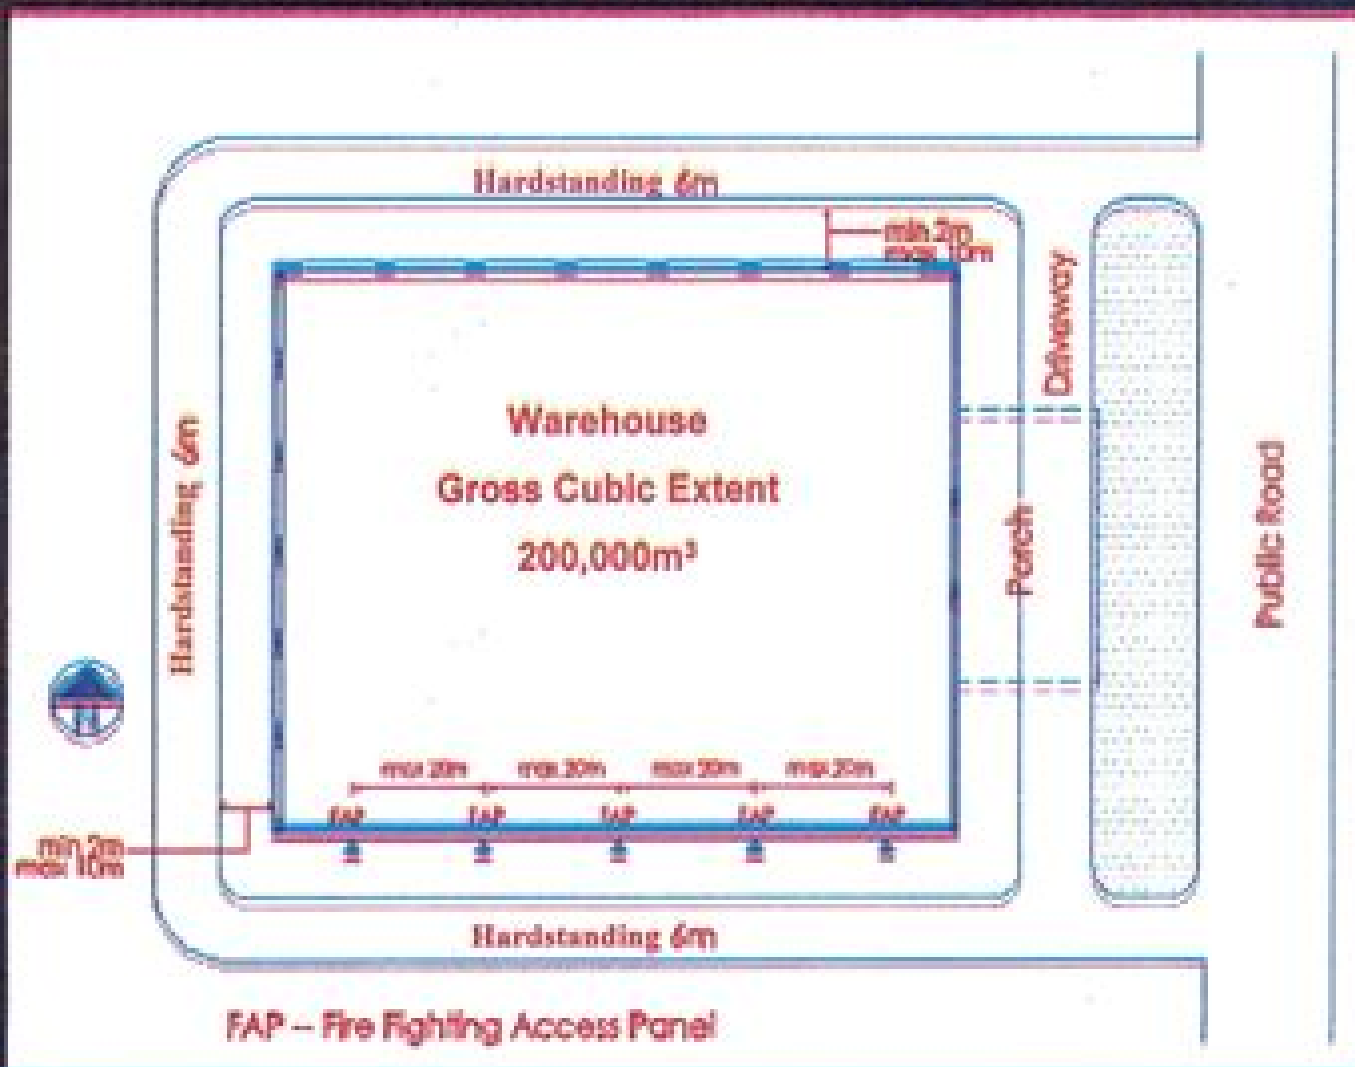 Hardstanding 6m
min 2m
max 10m
Driveway
Hardstanding 6m
Warehouse
Gross Cubic Extent
200,000m³
Porch
Public Road
max 20m max 20m max 20m max 20m
FAP FAP FAP FAP FAP
min 2m
max 10m
Hardstanding 6m
FAP – Fire Fighting Access Panel